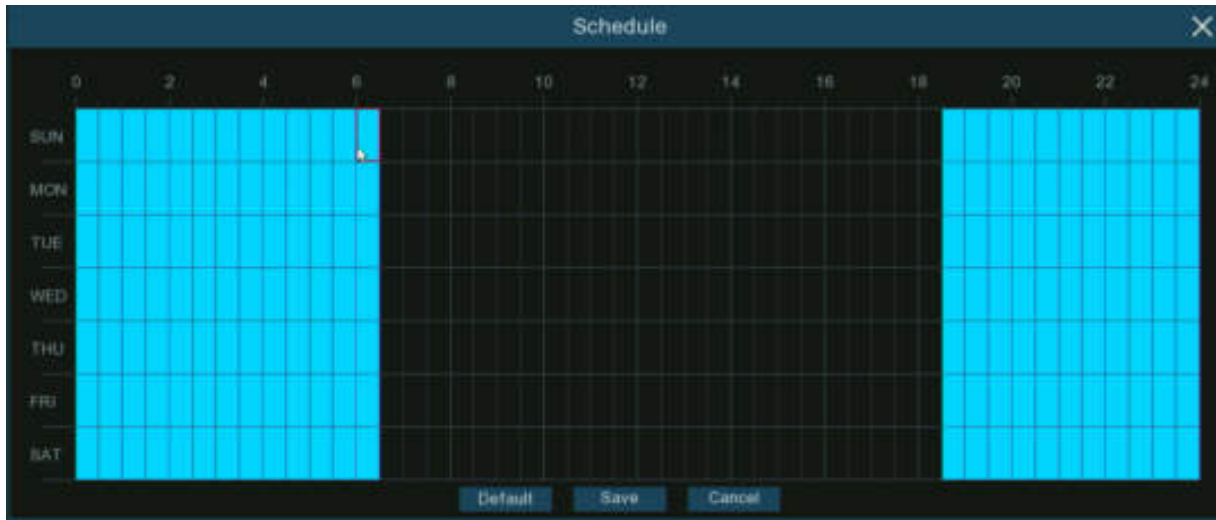 Schedule
0 2 4 6 8 10 12 14 16 18 20 22 24
SUN
MON
TUE
WED
THU
FRI
SAT
Default Save Cancel